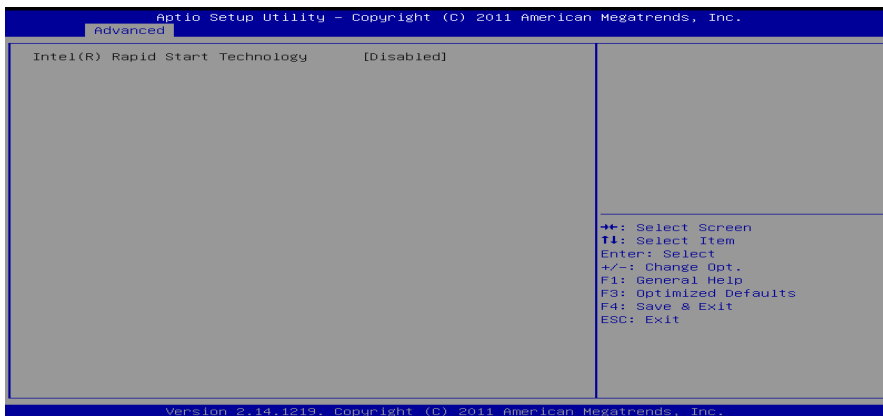 Aptio Setup Utility – Copyright (C) 2011 American Megatrends, Inc.
Advanced
Intel(R) Rapid Start Technology [Disabled]
→←: Select Screen
↑↓: Select Item
Enter: Select
+/-: Change Opt.
F1: General Help
F3: Optimized Defaults
F4: Save & Exit
ESC: Exit
Version 2.14.1219. Copyright (C) 2011 American Megatrends, Inc.